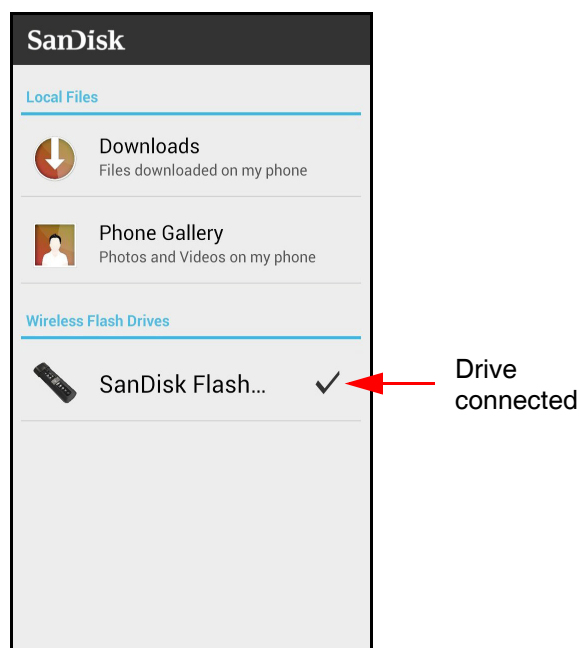 SanDisk
Local Files
Downloads
Files downloaded on my phone
Phone Gallery
Photos and Videos on my phone
Wireless Flash Drives
SanDisk Flash...
Drive
connected